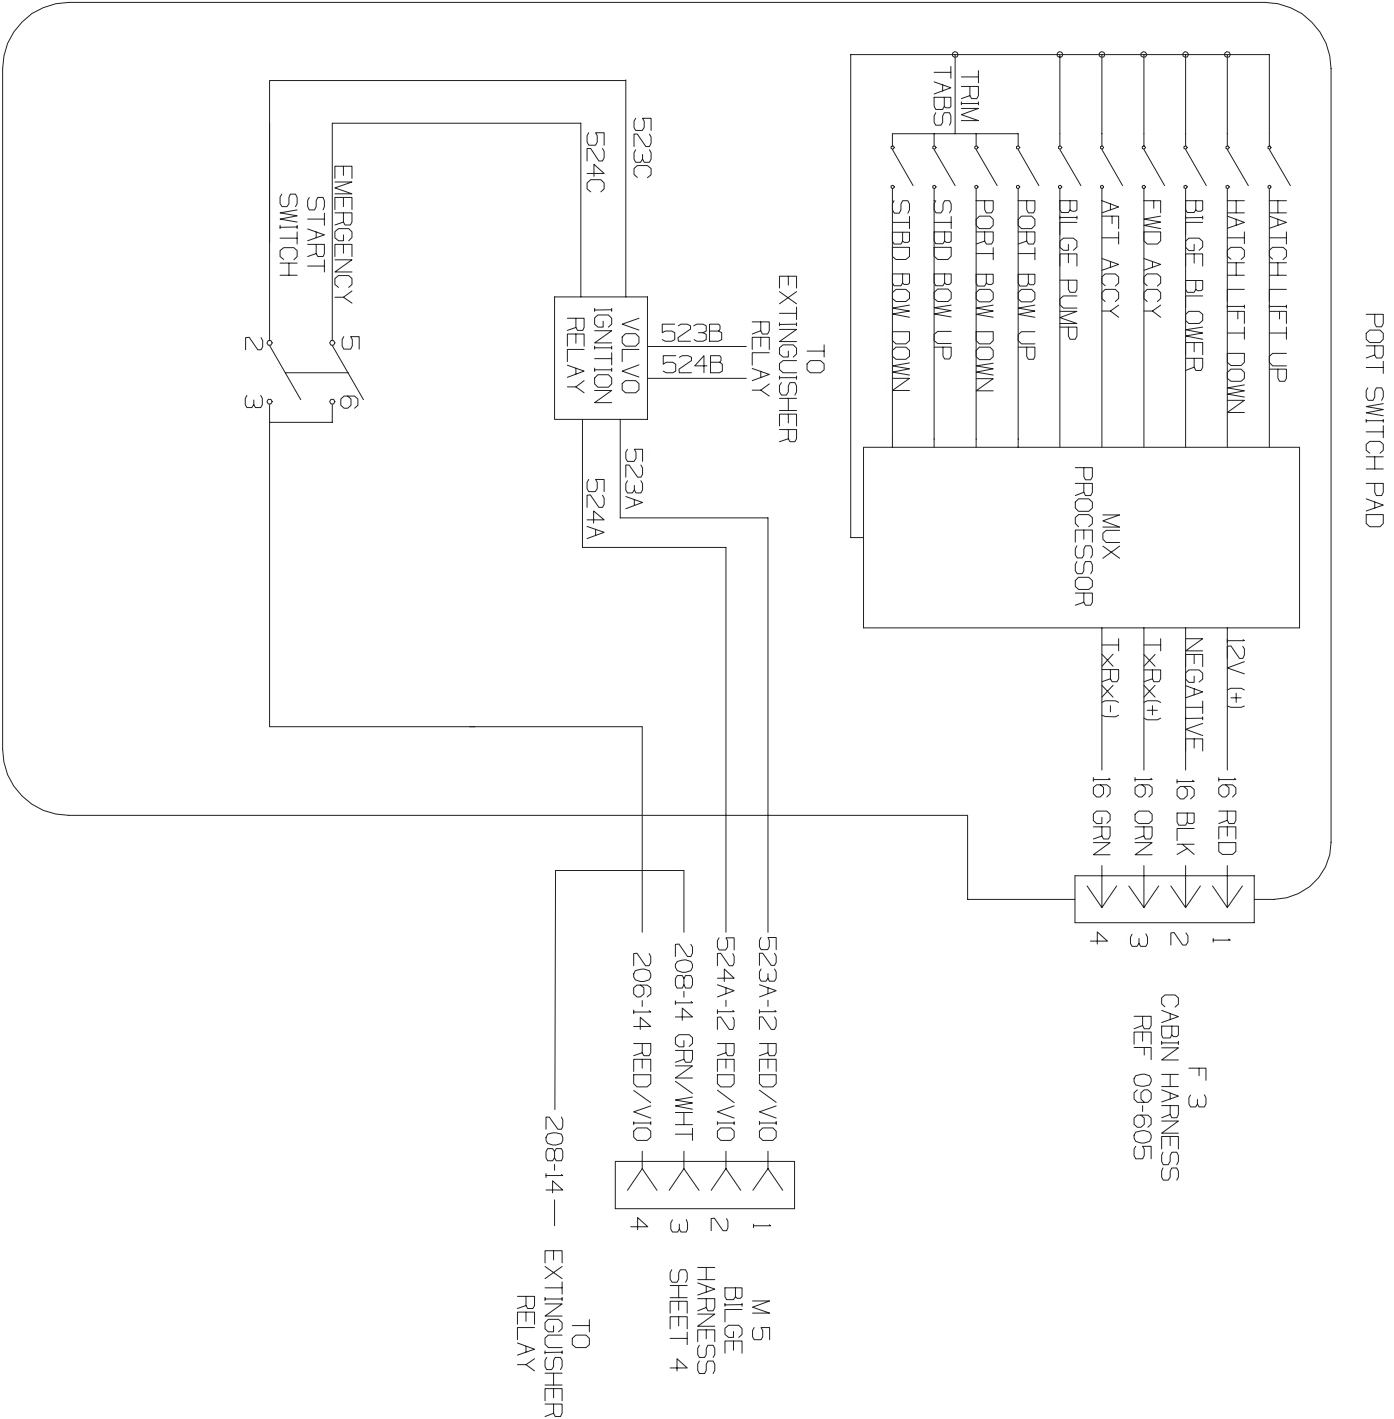 PORT SWITCH PAD
HATCH LIFT UP
HATCH LIFT DOWN
BILGE BLOWER
FWD ACCY
AFT ACCY
BILGE PUMP
PORT BOW UP
PORT BOW DOWN
STBD BOW UP
STBD BOW DOWN
TRIM
TABS
MUX
PROCESSOR
12V (+)
NEGATIVE
TxRx(+)
TxRx(-)
16 RED
16 BLK
16 ORN
16 GRN
1
2
3
4
F 3
CABIN HARNESS
REF 09-605
TO
EXTINGUISHER
RELAY
523B
524B
523C
524C
VOLVO
IGNITION
RELAY
523A
524A
EMERGENCY
START
SWITCH
5
6
2
3
523A-12 RED/VIO
524A-12 RED/VIO
208-14 GRN/WHT
206-14 RED/VIO
1
2
3
4
M 5
BILGE
HARNESS
SHEET 4
208-14
TO
EXTINGUISHER
RELAY